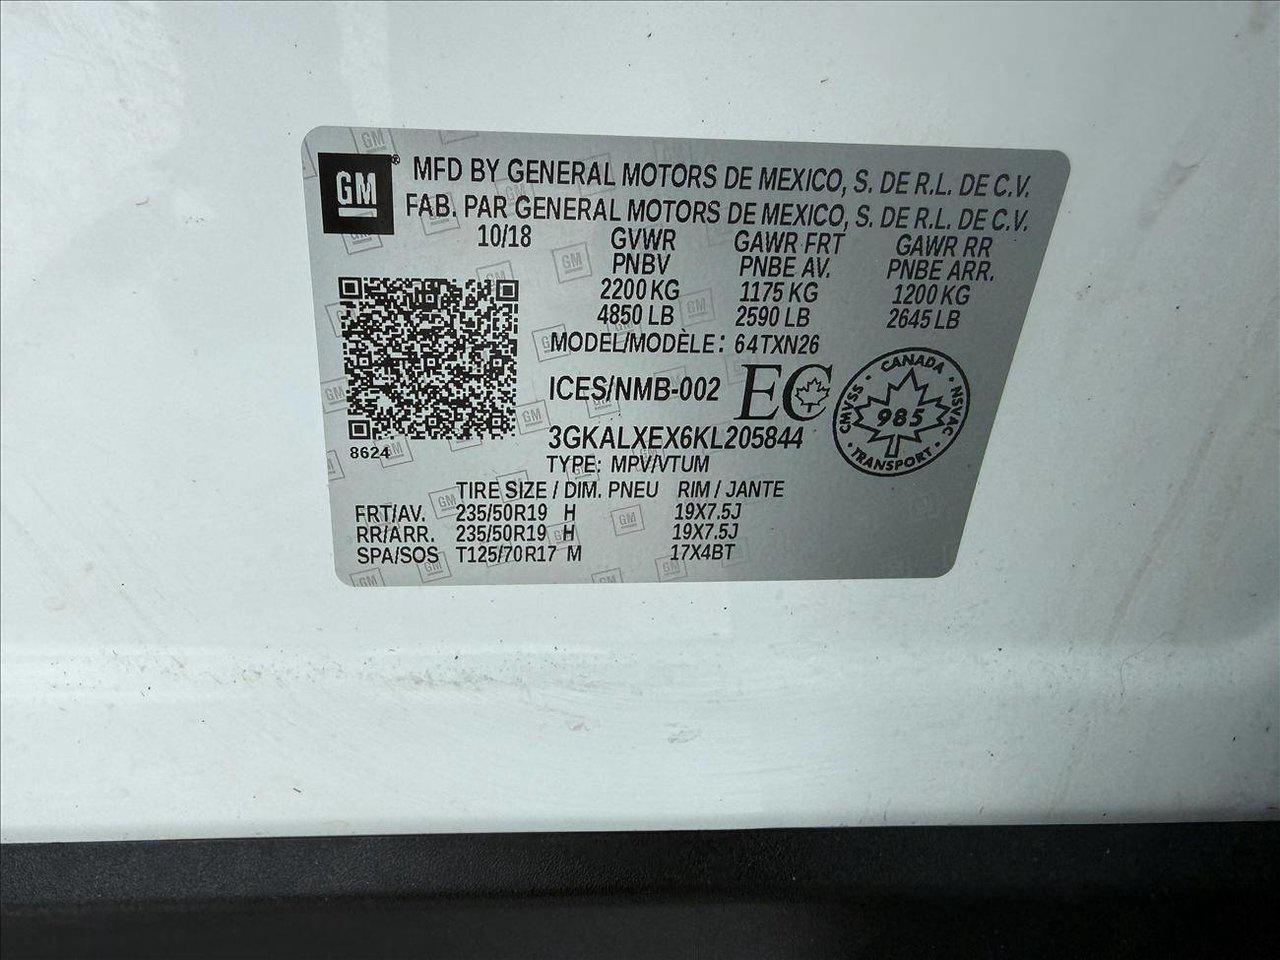 GM ® MFD BY GENERAL MOTORS DE MEXICO, S. DE R.L. DE C.V.
FAB. PAR GENERAL MOTORS DE MEXICO, S. DE R.L. DE C.V.
10/18 GVWR GAWR FRT GAWR RR
PNBV PNBE AV. PNBE ARR.
2200 KG 1175 KG 1200 KG
4850 LB 2590 LB 2645 LB
MODEL/MODÈLE: 64TXN26
ICES/NMB-002 EC
CANADA CMVSS NSVAC 985 TRANSPORT
3GKALXEX6KL205844
8624
TYPE: MPV/VTUM
TIRE SIZE / DIM. PNEU RIM / JANTE
FRT/AV. 235/50R19 H 19X7.5J
RR/ARR. 235/50R19 H 19X7.5J
SPA/SOS T125/70R17 M 17X4BT